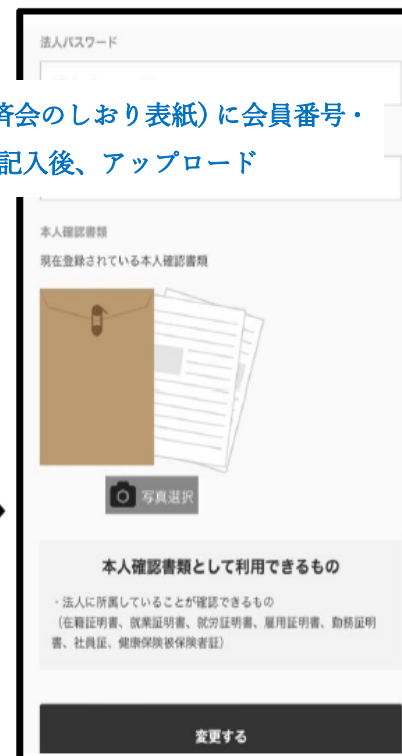 法人パスワード
済会のしおり表紙)に会員番号・
記入後、アップロード
本人確認書類
現在登録されている本人確認書類
写真選択
本人確認書類として利用できるもの
・法人に所属していることが確認できるもの
(在籍証明書、就業証明書、就労証明書、雇用証明書、勤務証明
書、社員証、健康保険被保険者証)
変更する